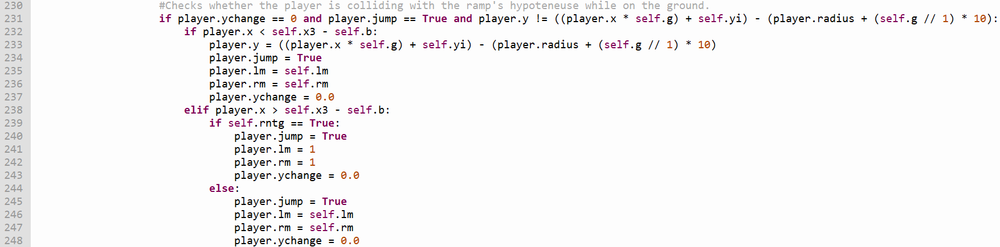 230 #Checks whether the player is colliding with the ramp's hypoteneuse while on the ground.
231 if player.ychange == 0 and player.jump == True and player.y != ((player.x * self.g) + self.yi) - (player.radius + (self.g // 1) * 10):
232 if player.x < self.x3 - self.b:
233 player.y = ((player.x * self.g) + self.yi) - (player.radius + (self.g // 1) * 10)
234 player.jump = True
235 player.lm = self.lm
236 player.rm = self.rm
237 player.ychange = 0.0
238 elif player.x > self.x3 - self.b:
239 if self.rntg == True:
240 player.jump = True
241 player.lm = 1
242 player.rm = 1
243 player.ychange = 0.0
244 else:
245 player.jump = True
246 player.lm = self.lm
247 player.rm = self.rm
248 player.ychange = 0.0